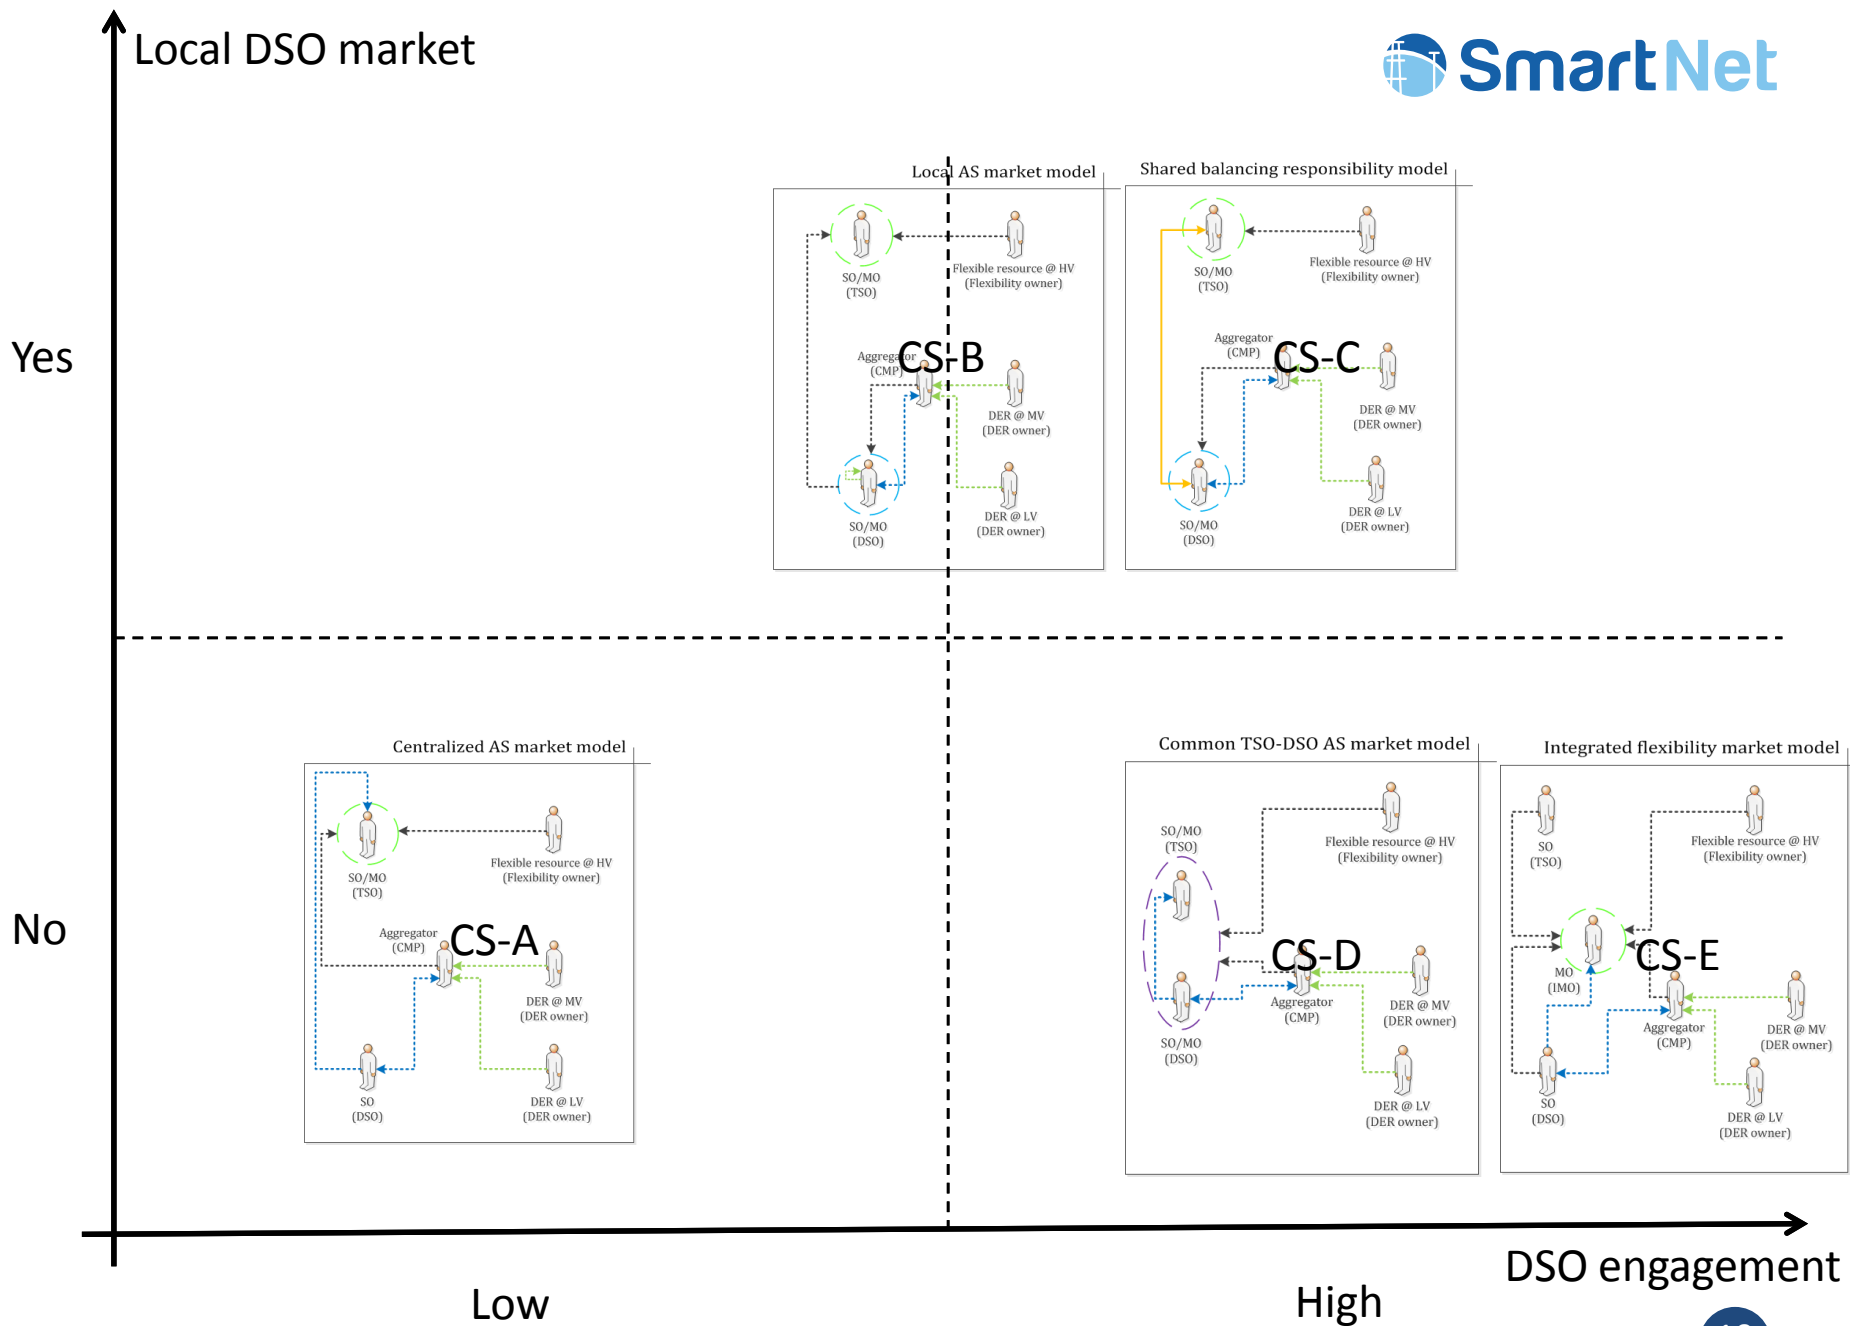 Local DSO market
SmartNet
Yes
Local AS market model
SO/MO
(TSO)
Flexible resource @ HV
(Flexibility owner)
Aggregator
(CMP)
CS-B
DER @ MV
(DER owner)
SO/MO
(DSO)
DER @ LV
(DER owner)
Shared balancing responsibility model
SO/MO
(TSO)
Flexible resource @ HV
(Flexibility owner)
Aggregator
(CMP)
CS-C
DER @ MV
(DER owner)
SO/MO
(DSO)
DER @ LV
(DER owner)
No
Centralized AS market model
SO/MO
(TSO)
Flexible resource @ HV
(Flexibility owner)
Aggregator
(CMP)
CS-A
DER @ MV
(DER owner)
SO
(DSO)
DER @ LV
(DER owner)
Common TSO-DSO AS market model
SO/MO
(TSO)
Flexible resource @ HV
(Flexibility owner)
CS-D
Aggregator
(CMP)
DER @ MV
(DER owner)
SO/MO
(DSO)
DER @ LV
(DER owner)
Integrated flexibility market model
SO
(TSO)
Flexible resource @ HV
(Flexibility owner)
MO
(IMO)
CS-E
Aggregator
(CMP)
DER @ MV
(DER owner)
SO
(DSO)
DER @ LV
(DER owner)
DSO engagement
Low
High